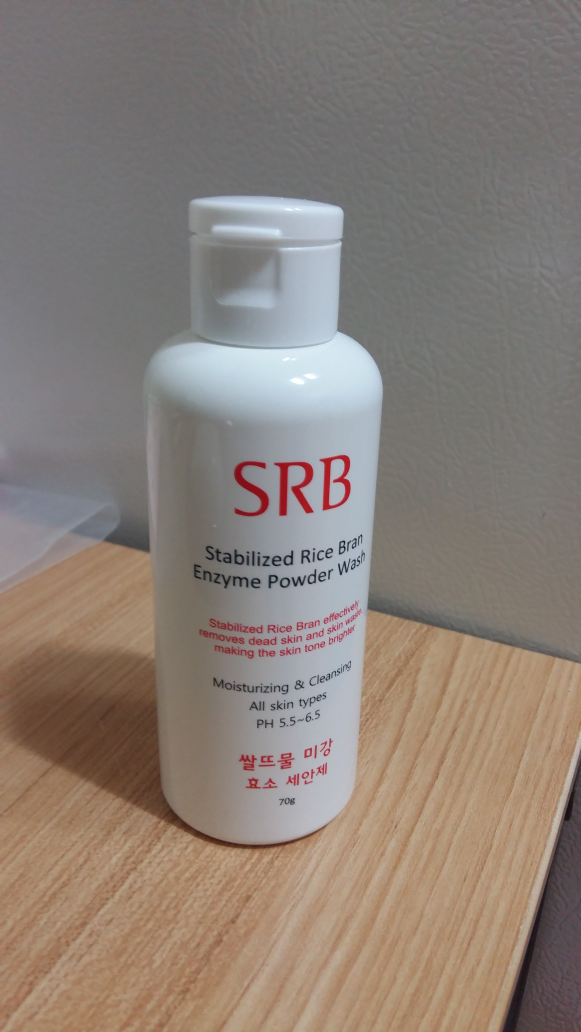 SRB
Stabilized Rice Bran
Enzyme Powder Wash
Stabilized Rice Bran effectively
removes dead skin and skin waste,
making the skin tone brighter
Moisturizing & Cleansing
All skin types
PH 5.5~6.5
쌀뜨물 미강
효소 세안제
70g